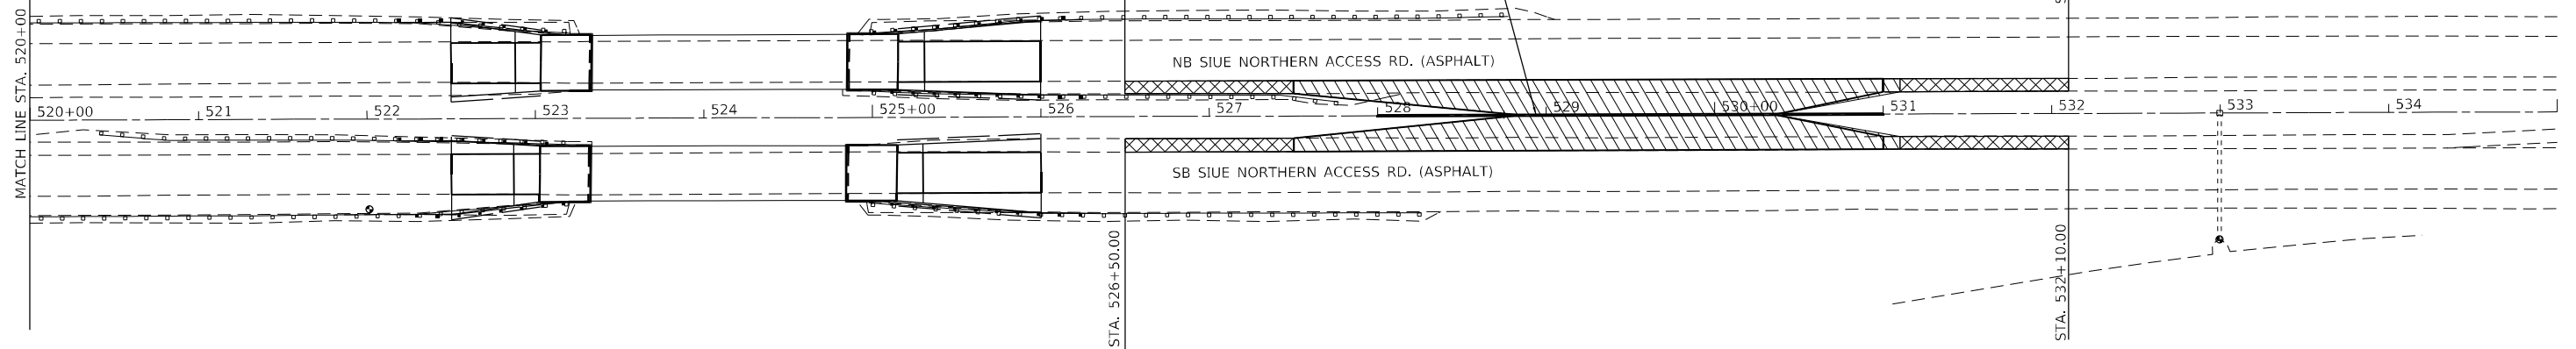 MATCH LINE STA. 520+00
NB SIUE NORTHERN ACCESS RD. (ASPHALT)
520+00 521 522 523 524 525+00 526 527 528 529 530+00 531 532 533 534
SB SIUE NORTHERN ACCESS RD. (ASPHALT)
STA. 526+50.00
STA. 532+10.00